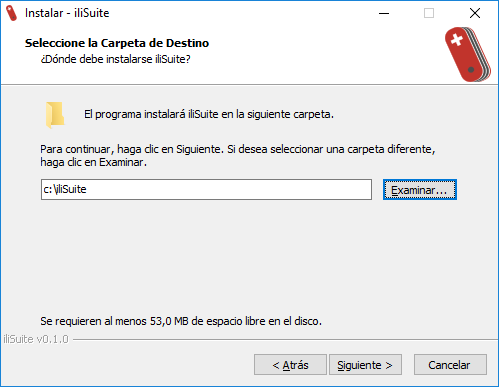 Instalar - iliSuite
Seleccione la Carpeta de Destino
¿Dónde debe instalarse iliSuite?
El programa instalará iliSuite en la siguiente carpeta.
Para continuar, haga clic en Siguiente. Si desea seleccionar una carpeta diferente,
haga clic en Examinar.
c:\iliSuite
Examinar...
Se requieren al menos 53,0 MB de espacio libre en el disco.
iliSuite v0.1.0
< Atrás
Siguiente >
Cancelar